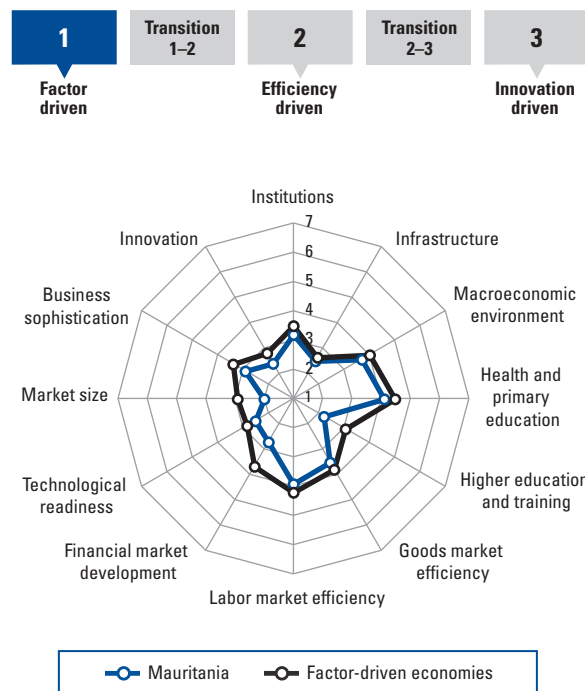 1
Transition
1–2
2
Transition
2–3
3
Factor
driven
Efficiency
driven
Innovation
driven
Institutions
7
6
5
4
3
2
1
Infrastructure
Macroeconomic
environment
Health and
primary
education
Higher education
and training
Goods market
efficiency
Labor market efficiency
Financial market
development
Technological
readiness
Market size
Business
sophistication
Innovation
Mauritania
Factor-driven economies